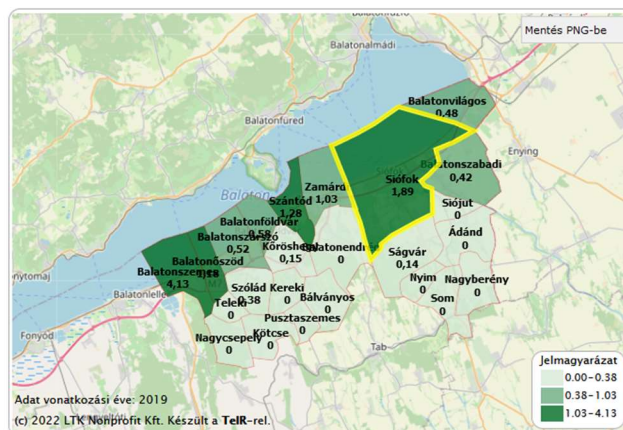 Mentés PNG-be
Balatonalmádi
Balatonvilágos
0,48
Balatonfüred
Enying
Balatonszabadi
0,42
Siófok
1,89
Zamárdi
1,03
Balaton
Szántód
1,28
Siójut
0
Balatonföldvár
0,58
Ádánd
0
Balatonszárszó
0,52
Kőröshegy
0,15
Balatonendréd
0
Ságvár
0,14
Balatonőszöd
Balatonszemes
4,13
Nyim
0
Nagyberény
0
Balatonlelle
Szólád
0,38
Kereki
0
Bálványos
0
Som
0
Teleki
0
Fonyód
Pusztaszemes
0
Kötcse
0
Nagycsepely
0
Tab
Jelmagyarázat
0.00-0.38
0.38-1.03
1.03-4.13
Adat vonatkozási éve: 2019
(c) 2022 LTK Nonprofit Kft. Készült a TeIR-rel.